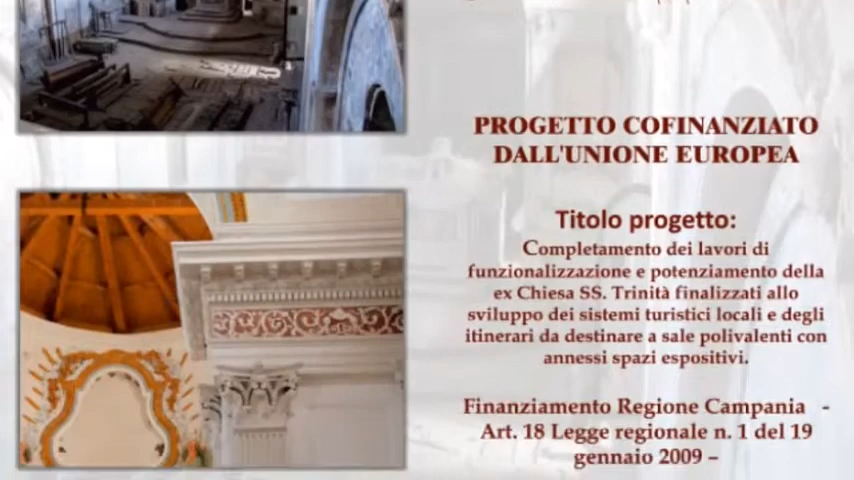 PROGETTO COFINANZIATO
DALL'UNIONE EUROPEA
Titolo progetto:
Completamento dei lavori di
funzionalizzazione e potenziamento della
ex Chiesa SS. Trinità finalizzati allo
sviluppo dei sistemi turistici locali e degli
itinerari da destinare a sale polivalenti con
annessi spazi espositivi.
Finanziamento Regione Campania -
Art. 18 Legge regionale n. 1 del 19
gennaio 2009 –